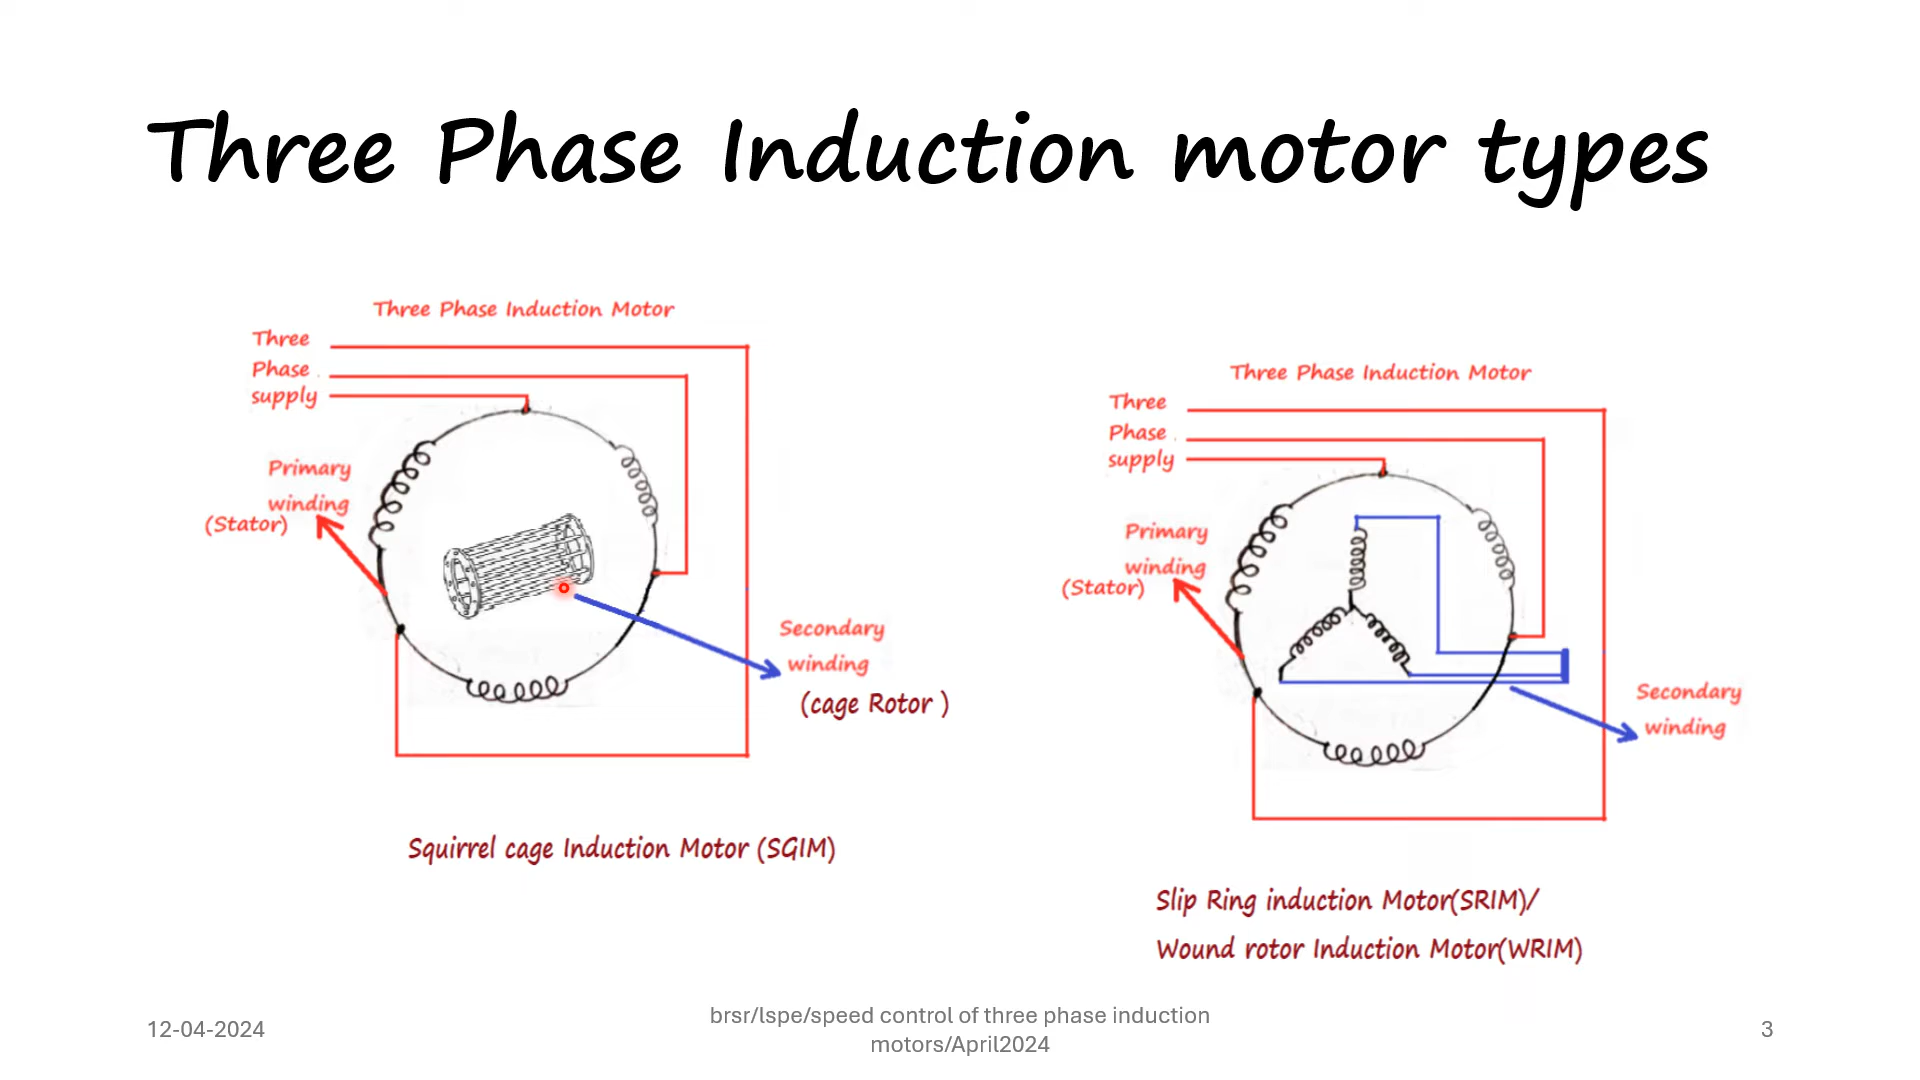 Three Phase Induction motor types
Three Phase Induction Motor
Three
Phase
supply
Primary
winding
(Stator)
Secondary
winding
(cage Rotor )
Squirrel cage Induction Motor (SGIM)
Three Phase Induction Motor
Three
Phase
supply
Primary
winding
(Stator)
Secondary
winding
Slip Ring induction Motor(SRIM)/
Wound rotor Induction Motor(WRIM)
12-04-2024
brsr/lspe/speed control of three phase induction
motors/April2024
3